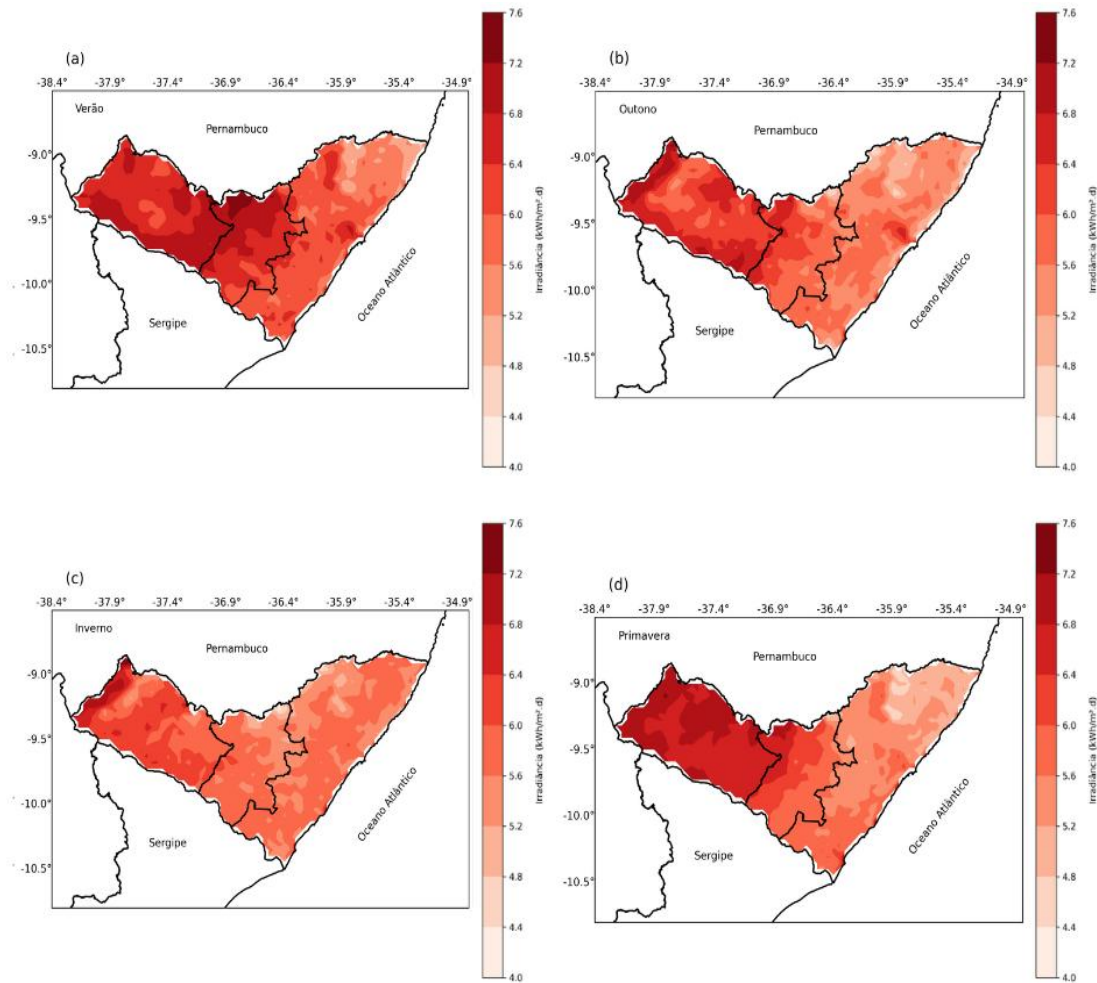 (a)
-38.4° -37.9° -37.4° -36.9° -36.4° -35.9° -35.4° -34.9°
Verão
Pernambuco
-9.0°
-9.5°
-10.0°
-10.5°
Sergipe
Oceano Atlântico
7.6
7.2
6.8
6.4
6.0
5.6
5.2
4.8
4.4
4.0
Irradiância (kWh/m².d)
(b)
-38.4° -37.9° -37.4° -36.9° -36.4° -35.9° -35.4° -34.9°
Outono
Pernambuco
-9.0°
-9.5°
-10.0°
-10.5°
Sergipe
Oceano Atlântico
7.6
7.2
6.8
6.4
6.0
5.6
5.2
4.8
4.4
4.0
Irradiância (kWh/m².d)
(c)
-38.4° -37.9° -37.4° -36.9° -36.4° -35.9° -35.4° -34.9°
Inverno
Pernambuco
-9.0°
-9.5°
-10.0°
-10.5°
Sergipe
Oceano Atlântico
7.6
7.2
6.8
6.4
6.0
5.6
5.2
4.8
4.4
4.0
Irradiância (kWh/m².d)
(d)
-38.4° -37.9° -37.4° -36.9° -36.4° -35.9° -35.4° -34.9°
Primavera
Pernambuco
-9.0°
-9.5°
-10.0°
-10.5°
Sergipe
Oceano Atlântico
7.6
7.2
6.8
6.4
6.0
5.6
5.2
4.8
4.4
4.0
Irradiância (kWh/m².d)